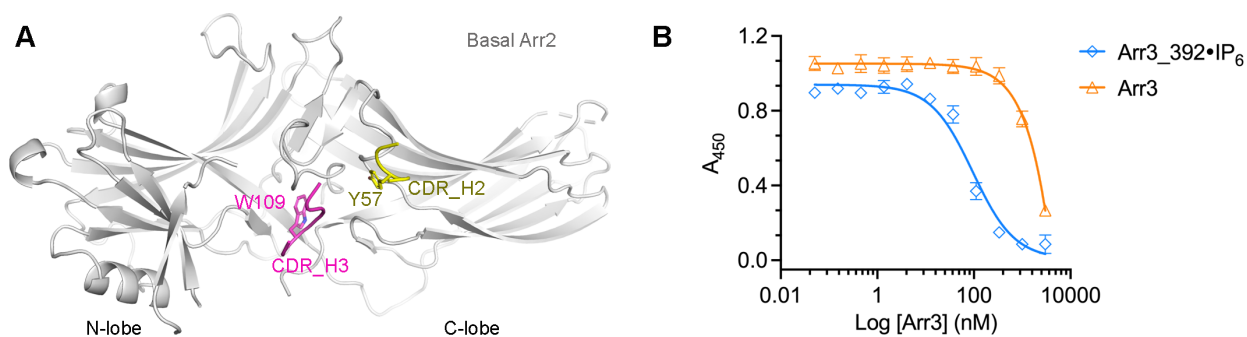 A
Basal Arr2
W109
Y57
CDR_H2
CDR_H3
N-lobe
C-lobe
B
1.2
0.8
0.4
0.0
A450
0.01
1
100
10000
Log [Arr3] (nM)
Arr3_392•IP6
Arr3